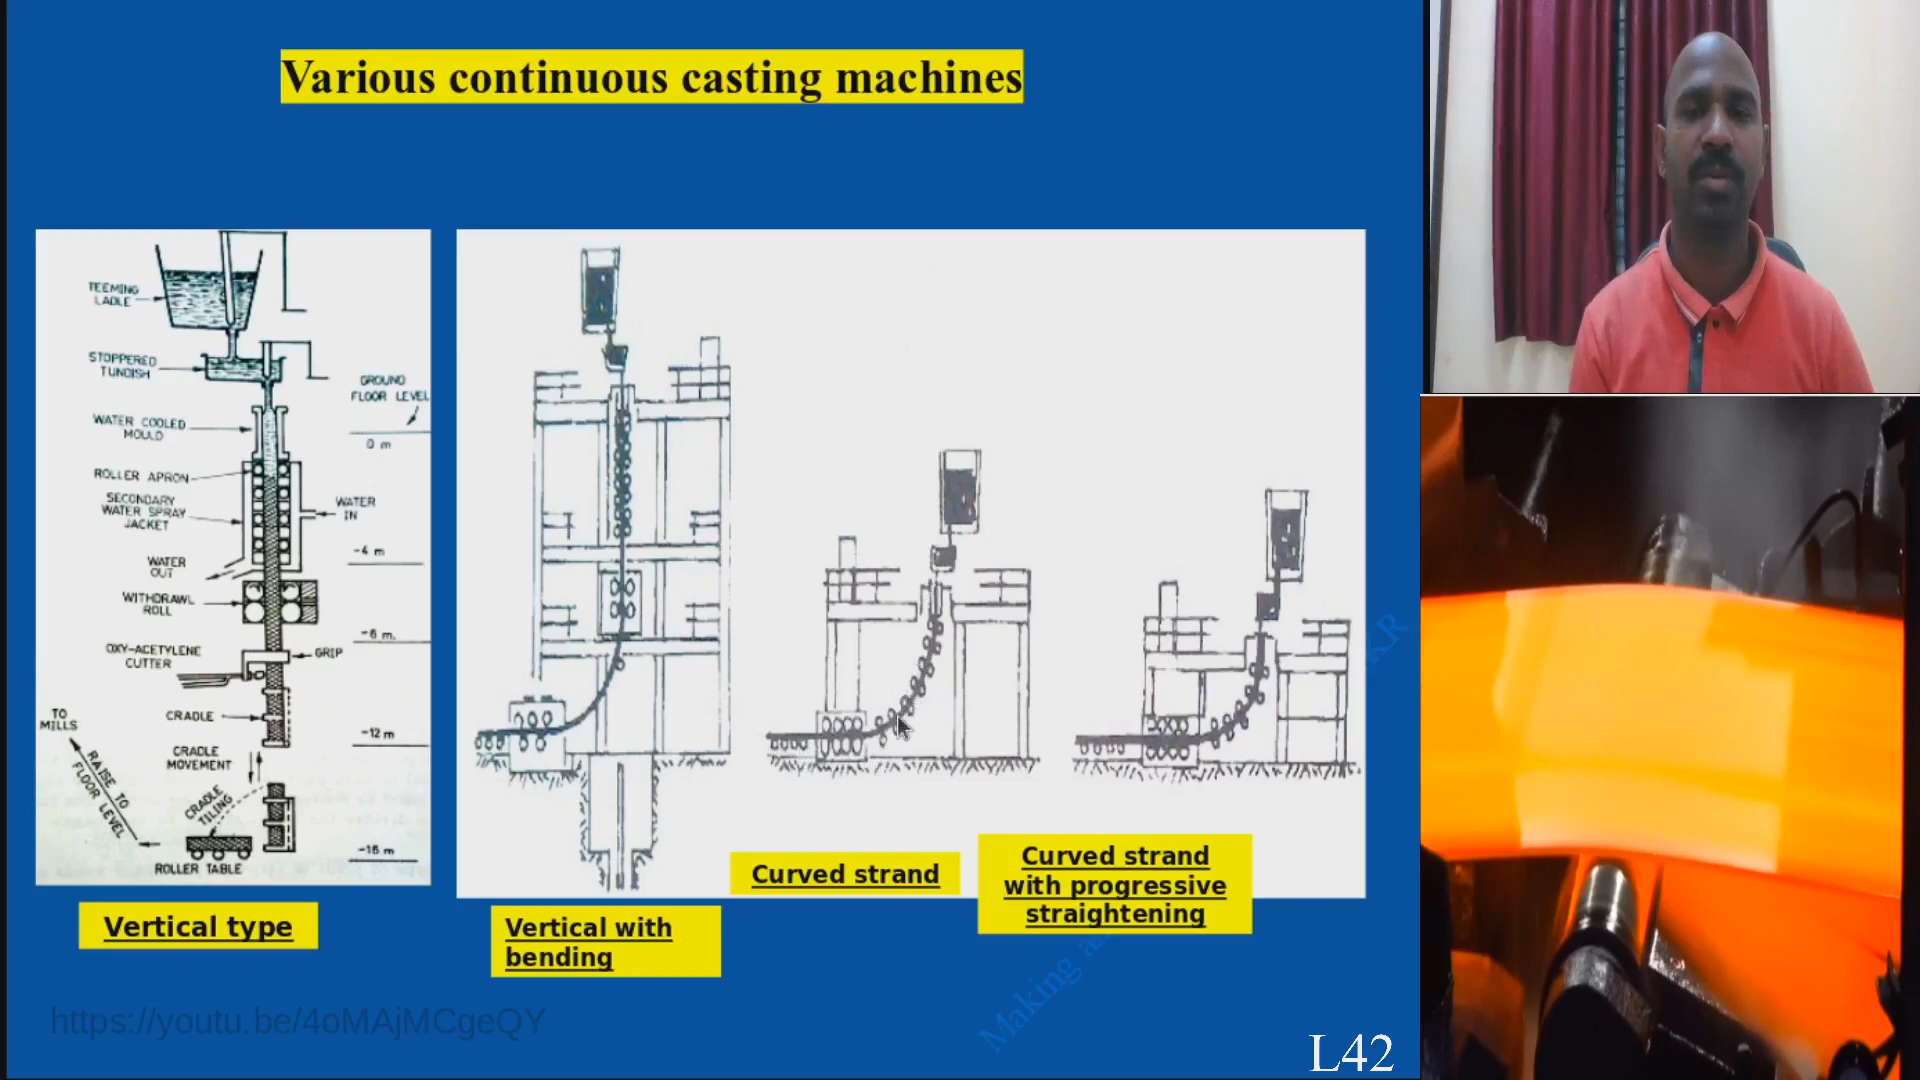 Various continuous casting machines
TEEMING
LADLE
STOPPERED
TUNDISH
GROUND
FLOOR LEVEL
WATER COOLED
MOULD
0 m
ROLLER APRON
SECONDARY
WATER SPRAY
JACKET
WATER
IN
-4 m
WATER
OUT
WITHDRAWL
ROLL
-6 m.
OXY-ACETYLENE
CUTTER
GRIP
CRADLE
TO
MILLS
-12 m
CRADLE
MOVEMENT
RAISE TO
FLOOR LEVEL
CRADLE
TILING
-16 m
ROLLER TABLE
Vertical type
Vertical with
bending
Curved strand
Curved strand
with progressive
straightening
Making
https://youtu.be/4oMAjMCgeQY
L42